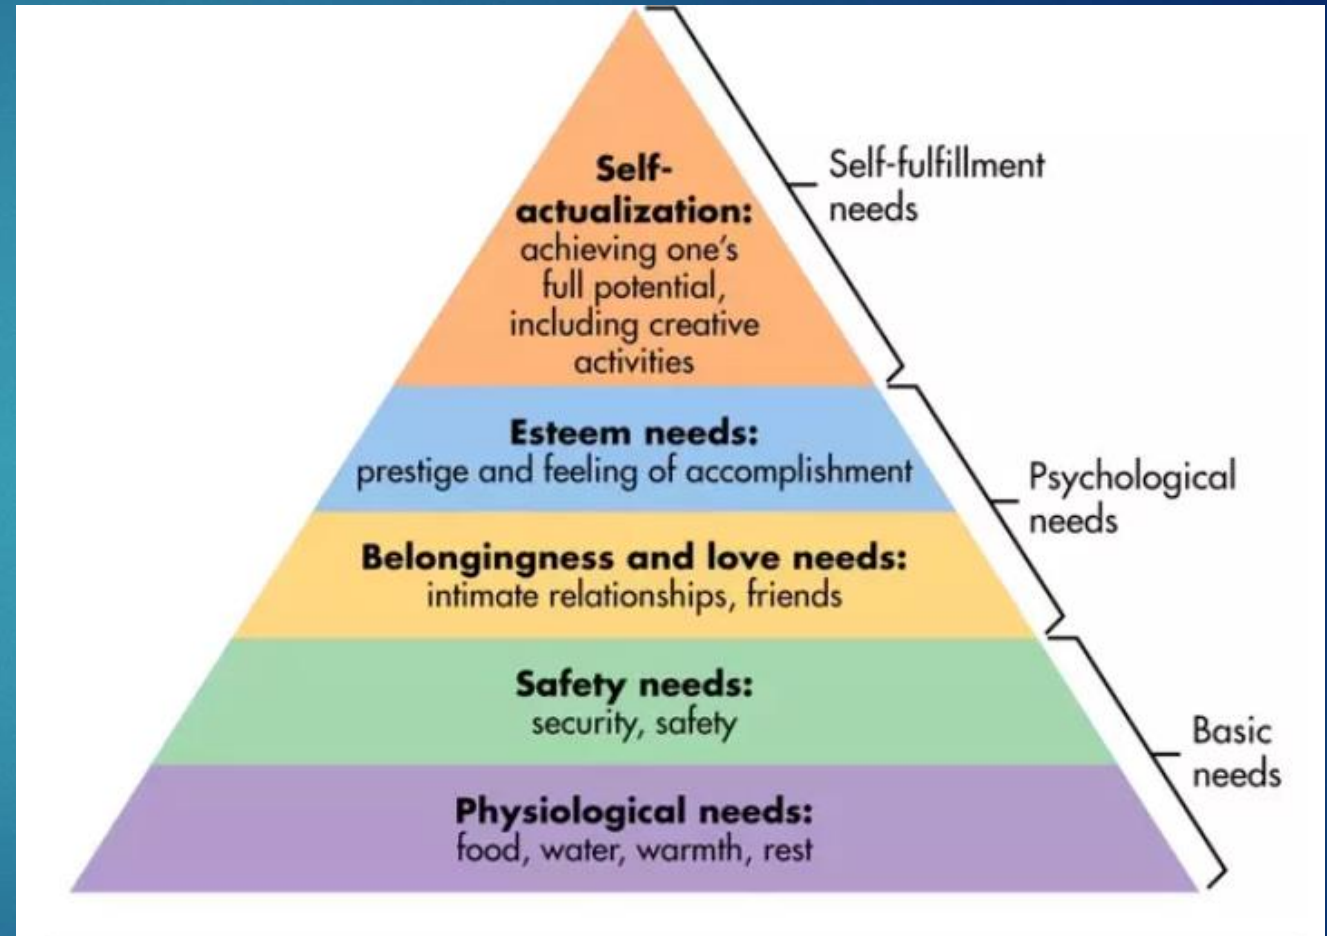 Self-
actualization:
achieving one's
full potential,
including creative
activities
Self-fulfillment
needs
Esteem needs:
prestige and feeling of accomplishment
Psychological
needs
Belongingness and love needs:
intimate relationships, friends
Safety needs:
security, safety
Basic
needs
Physiological needs:
food, water, warmth, rest